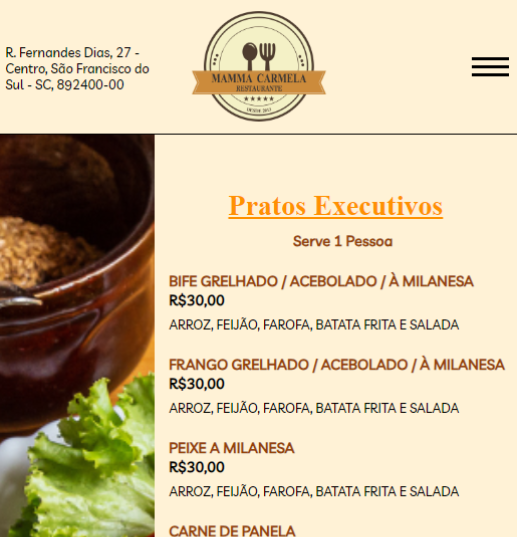 R. Fernandes Dias, 27 -
Centro, São Francisco do
Sul - SC, 892400-00
MAMMA CARMELA
RESTAURANTE
DESDE 2011
Pratos Executivos
Serve 1 Pessoa
BIFE GRELHADO / ACEBOLADO / À MILANESA
R$30,00
ARROZ, FEIJÃO, FAROFA, BATATA FRITA E SALADA
FRANGO GRELHADO / ACEBOLADO / À MILANESA
R$30,00
ARROZ, FEIJÃO, FAROFA, BATATA FRITA E SALADA
PEIXE A MILANESA
R$30,00
ARROZ, FEIJÃO, FAROFA, BATATA FRITA E SALADA
CARNE DE PANELA